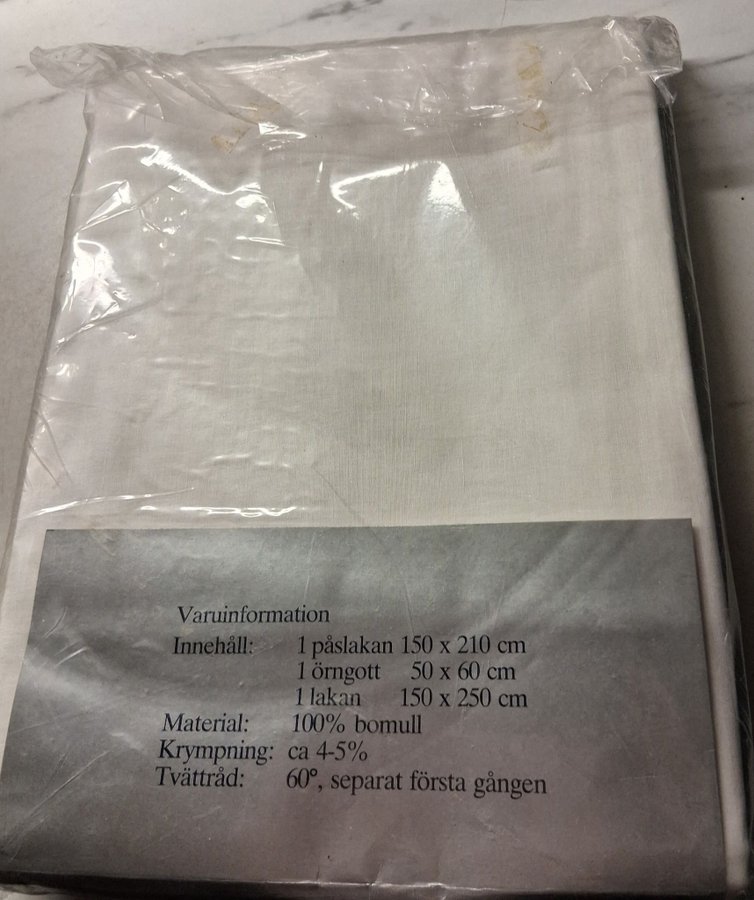 Varuinformation
Innehåll: 1 påslakan 150 x 210 cm
1 örngott 50 x 60 cm
1 lakan 150 x 250 cm
Material: 100% bomull
Krympning: ca 4-5%
Tvättråd: 60°, separat första gången